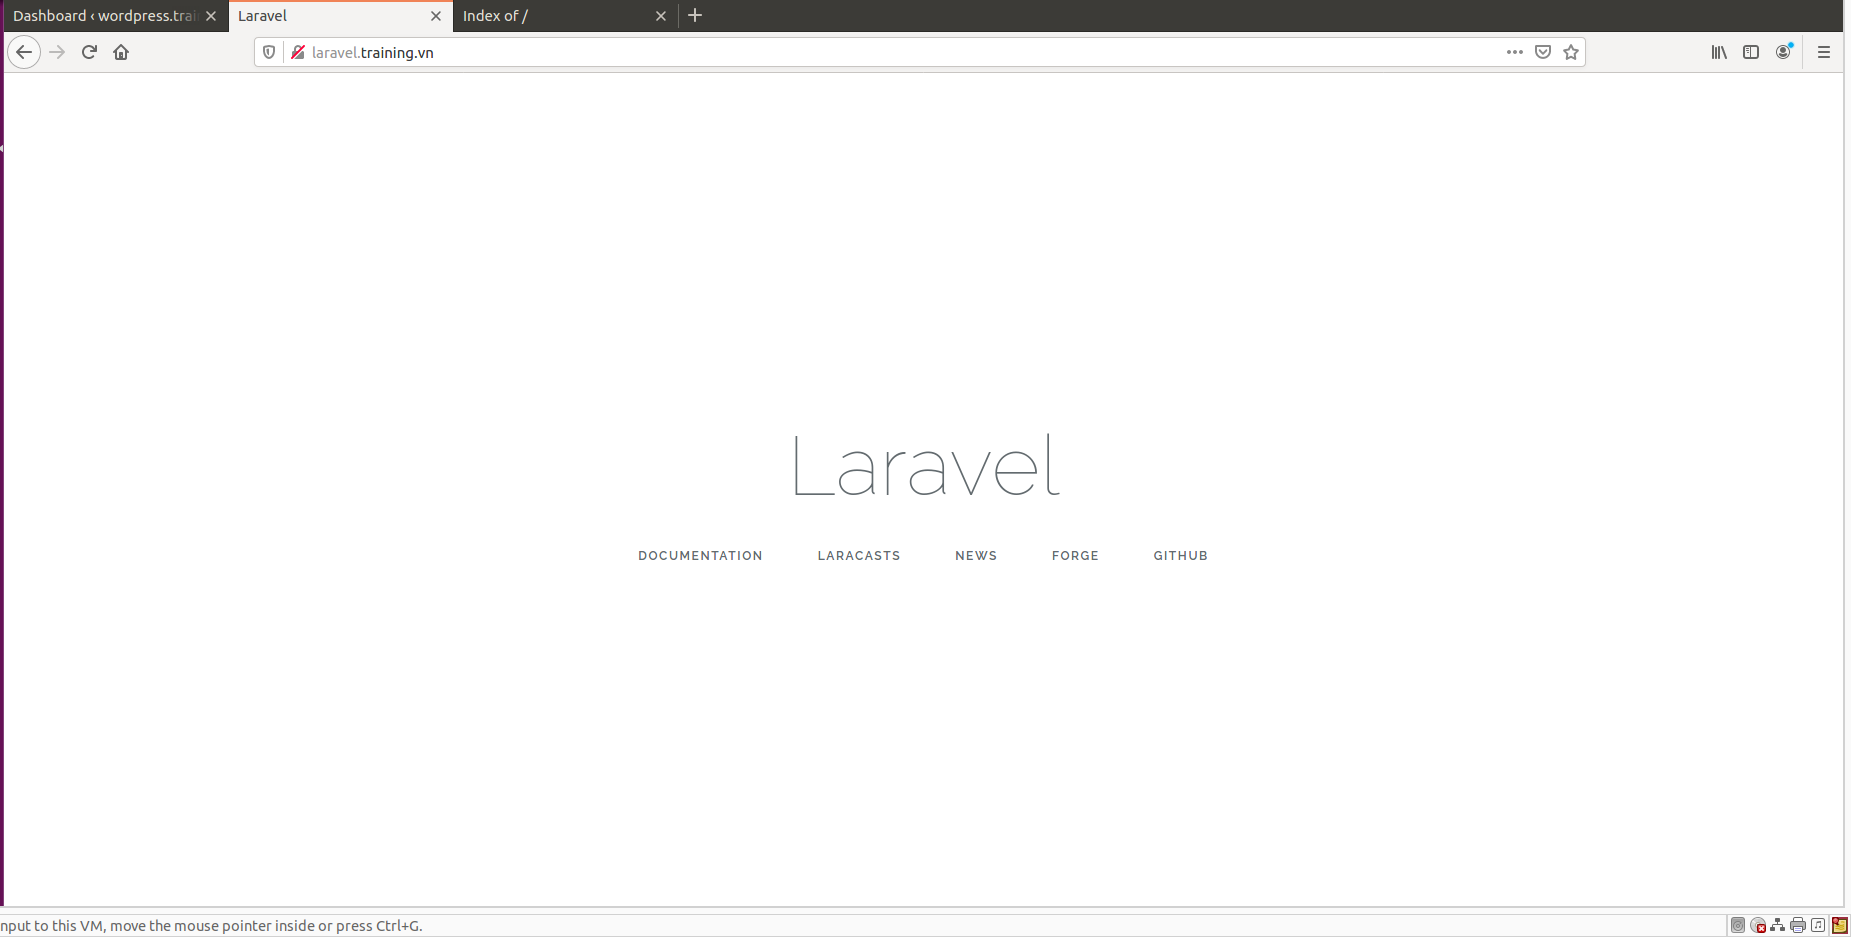 Dashboard ‹ wordpress.trai
Laravel
Index of /
laravel.training.vn
Laravel
DOCUMENTATION LARACASTS NEWS FORGE GITHUB
nput to this VM, move the mouse pointer inside or press Ctrl+G.